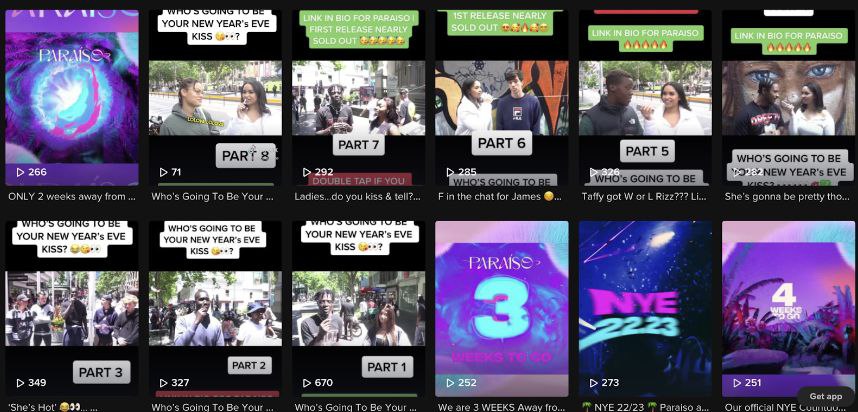 PARAÍSO
266
ONLY 2 weeks away from ...
WHO'S GOING TO BE
YOUR NEW YEAR'S EVE
KISS 😘👀?
LOLONG CLOUD
PART 8
71
Who's Going To Be Your ...
LINK IN BIO FOR PARAISO |
FIRST RELEASE NEARLY
SOLD OUT
PART 7
292
DOUBLE TAP IF YOU
Ladies...do you kiss & tell?...
1ST RELEASE NEARLY
SOLD OUT
FILA
PART 6
285
WHO'S GOING TO BE
F in the chat for James
LINK IN BIO FOR PARAISO
🔥🔥🔥🔥🔥
PART 5
326
WHO'S GOING TO BE
Taffy got W or L Rizz??? Li...
LINK IN BIO FOR PARAISO
🔥🔥🔥🔥🔥
WHO'S GOING TO BE
YOUR NEW YEAR'S EVE
KISS?
282
She's gonna be pretty tho...
WHO'S GOING TO BE
YOUR NEW YEAR'S EVE
KISS? 😂😘👀
PART 3
349
'She's Hot' 😂👀... ...
WHO'S GOING TO BE
YOUR NEW YEAR'S EVE
KISS 😘👀?
PART 2
327
Who's Going To Be Your ...
WHO'S GOING TO BE
YOUR NEW YEAR'S EVE
KISS 😘👀?
PART 1
670
Who's Going To Be Your ...
PARAÍSO
3
WEEKS TO GO
252
We are 3 WEEKS Away fro...
NYE
22.23
273
🌴 NYE 22/23 🌴 Paraiso a...
4
WEEKS
TO GO
251
Our official NYE Countdo
Get app